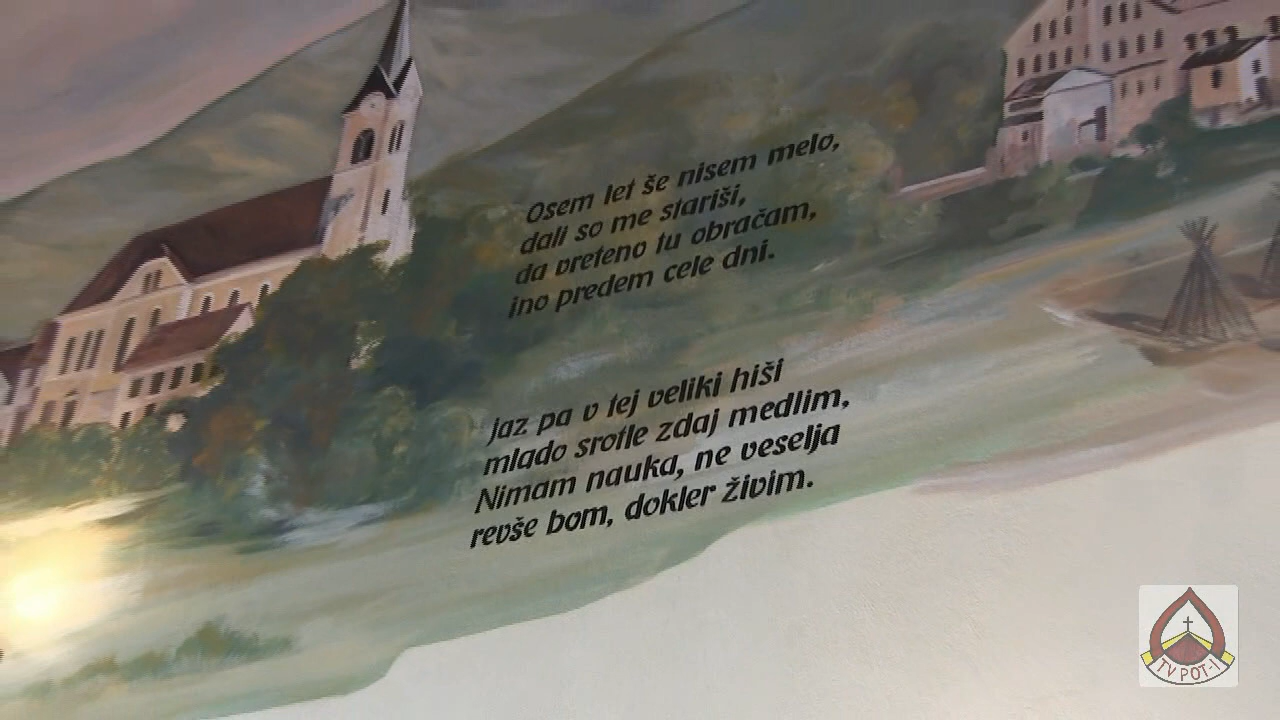 Osem let še nisem melo,
dali so me stariši,
da vreteno tu obračam,
ino predem cele dni.
jaz pa v tej veliki hiši
mlado srotle zdaj medlim,
Nimam nauka, ne veselja
revše bom, dokler živim.
TV POT-1